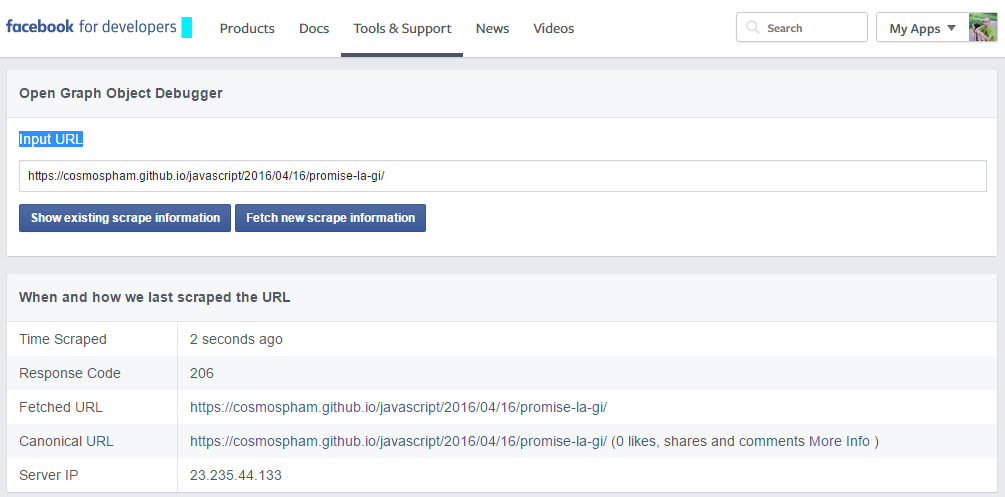 facebook for developers Products Docs Tools & Support News Videos Search My Apps
Open Graph Object Debugger
Input URL
https://cosmospham.github.io/javascript/2016/04/16/promise-la-gi/
Show existing scrape information Fetch new scrape information
When and how we last scraped the URL
Time Scraped 2 seconds ago
Response Code 206
Fetched URL https://cosmospham.github.io/javascript/2016/04/16/promise-la-gi/
Canonical URL https://cosmospham.github.io/javascript/2016/04/16/promise-la-gi/ (0 likes, shares and comments More Info )
Server IP 23.235.44.133